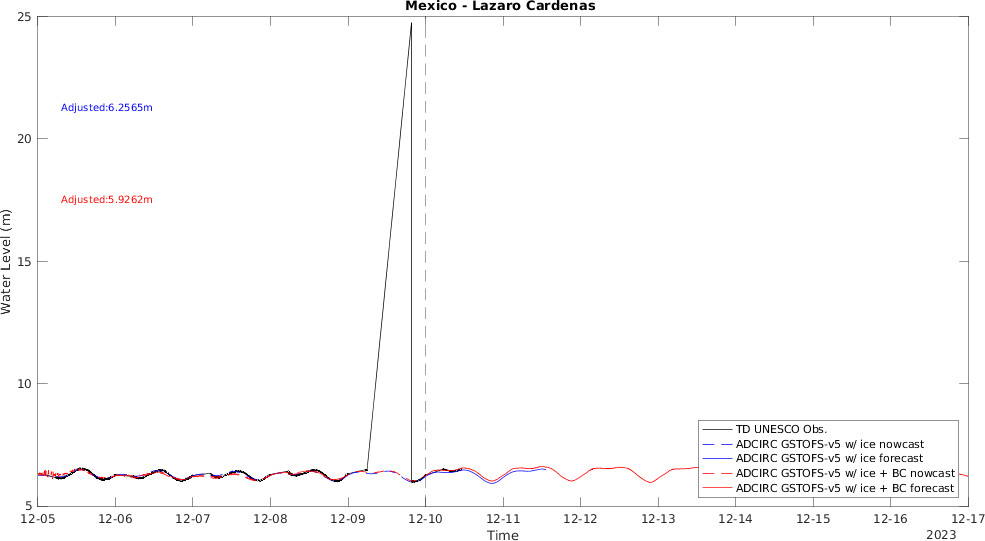 Mexico - Lazaro Cardenas
25
20
15
10
5
Water Level (m)
Adjusted:6.2565m
Adjusted:5.9262m
TD UNESCO Obs.
ADCIRC GSTOFS-v5 w/ ice nowcast
ADCIRC GSTOFS-v5 w/ ice forecast
ADCIRC GSTOFS-v5 w/ ice + BC nowcast
ADCIRC GSTOFS-v5 w/ ice + BC forecast
12-05 12-06 12-07 12-08 12-09 12-10 12-11 12-12 12-13 12-14 12-15 12-16 12-17
Time
2023